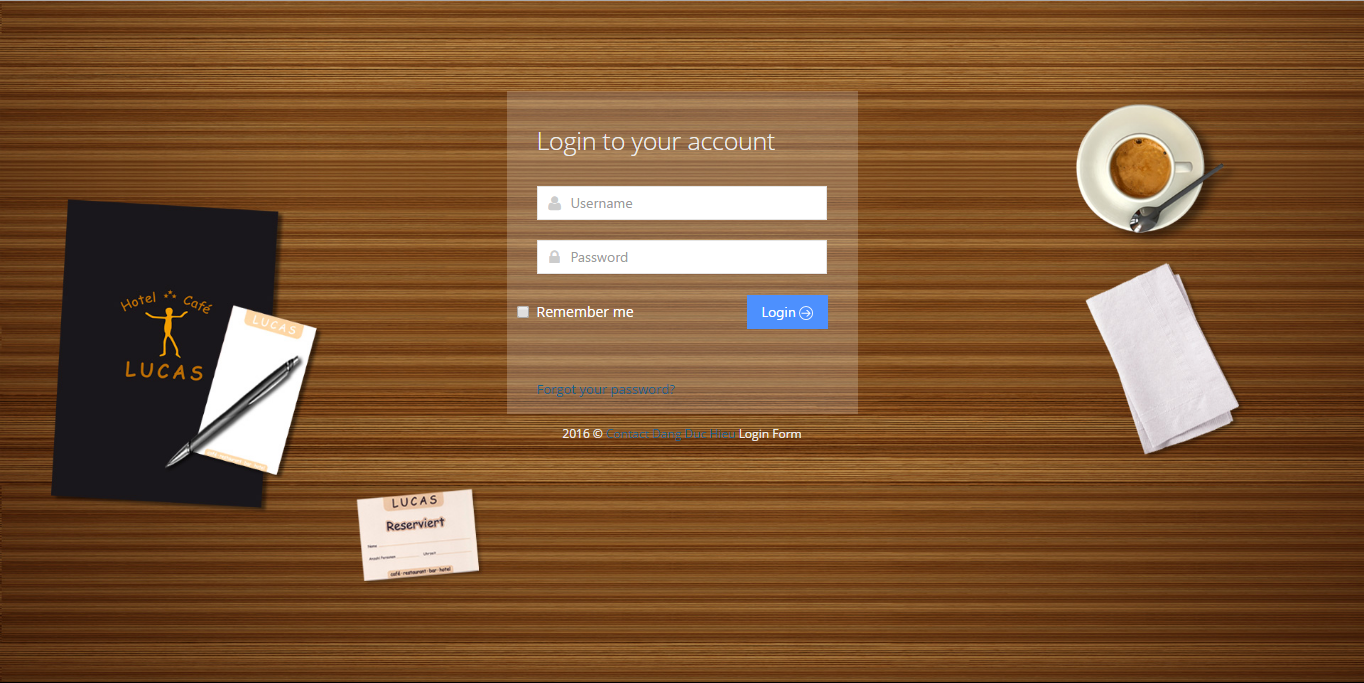 Login to your account
Username
Password
Remember me
Login
Forgot your password?
2016 © Login Form
Hotel Café
LUCAS
LUCAS
LUCAS
Reserviert
Name
café · restaurant · bar · hotel